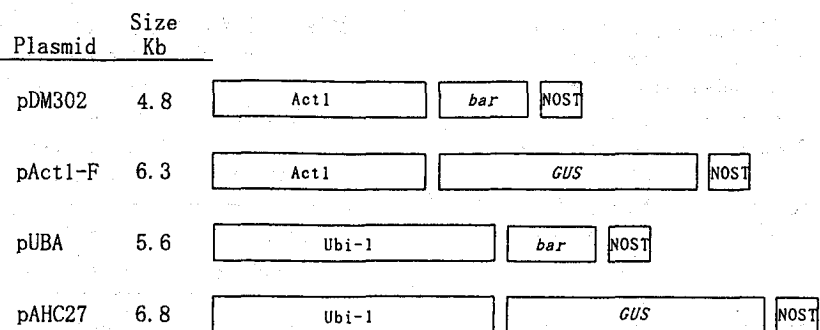 Size
Plasmid Kb
pDM302 4.8 Act1 bar NOST
pAct1-F 6.3 Act1 GUS NOST
pUBA 5.6 Ubi-1 bar NOST
pAHC27 6.8 Ubi-1 GUS NOST